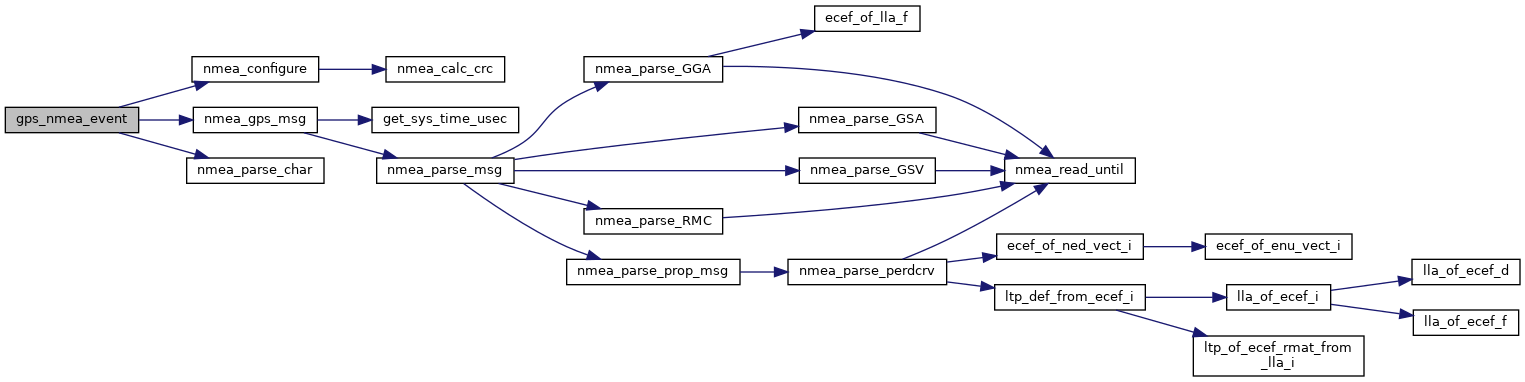 gps_nmea_event
nmea_configure
nmea_calc_crc
nmea_gps_msg
get_sys_time_usec
nmea_parse_char
nmea_parse_msg
nmea_parse_GGA
ecef_of_lla_f
nmea_parse_GSA
nmea_parse_GSV
nmea_read_until
nmea_parse_RMC
nmea_parse_prop_msg
nmea_parse_perdcrv
ecef_of_ned_vect_i
ecef_of_enu_vect_i
ltp_def_from_ecef_i
lla_of_ecef_i
lla_of_ecef_d
lla_of_ecef_f
ltp_of_ecef_rmat_from
_lla_i